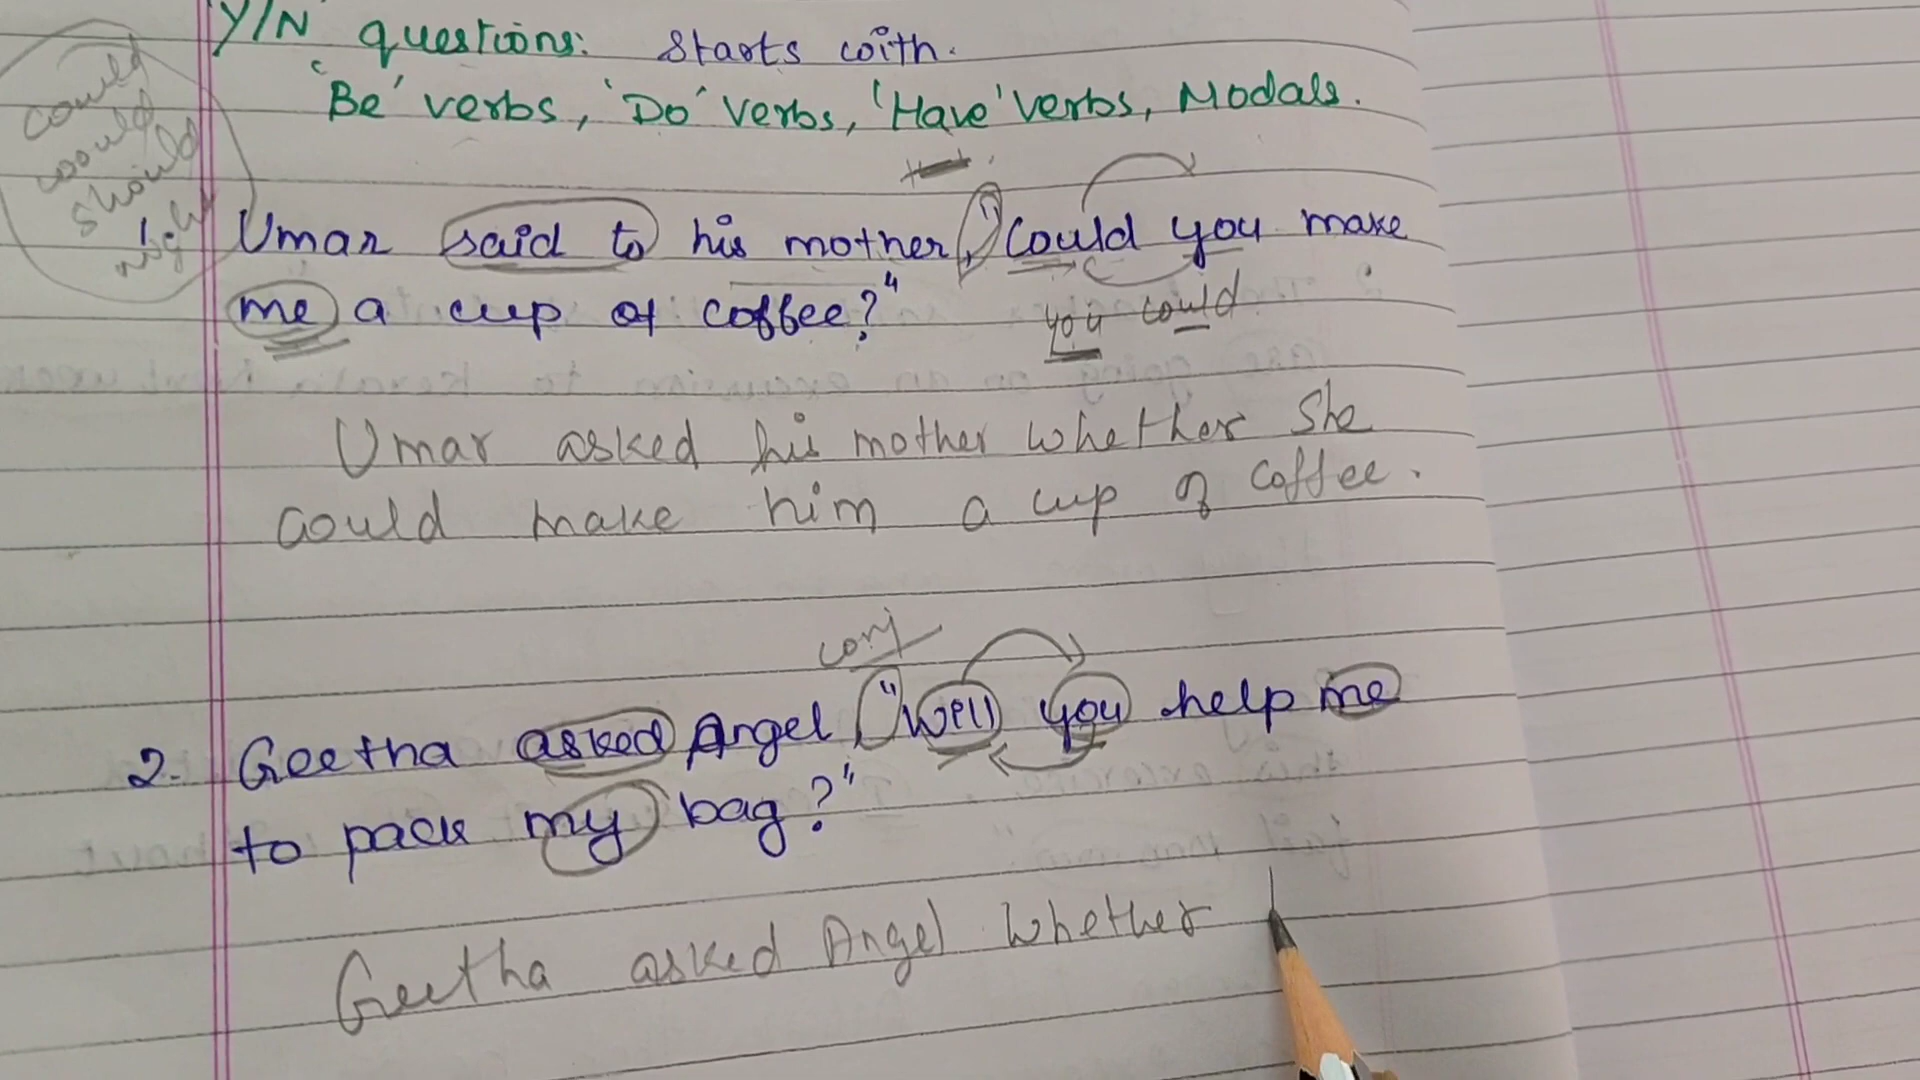 Y/N questions: Starts with.
'Be' verbs, 'Do' verbs, 'Have' verbs, Modals.
could
would
should
1. Umar said to his mother, "Could you make
me a cup of coffee?"
you could
Umar asked his mother whether She
could make him a cup of coffee.
conj
2. Geetha asked Angel, "Will you help me
to pack my bag?"
Geetha asked Angel whether